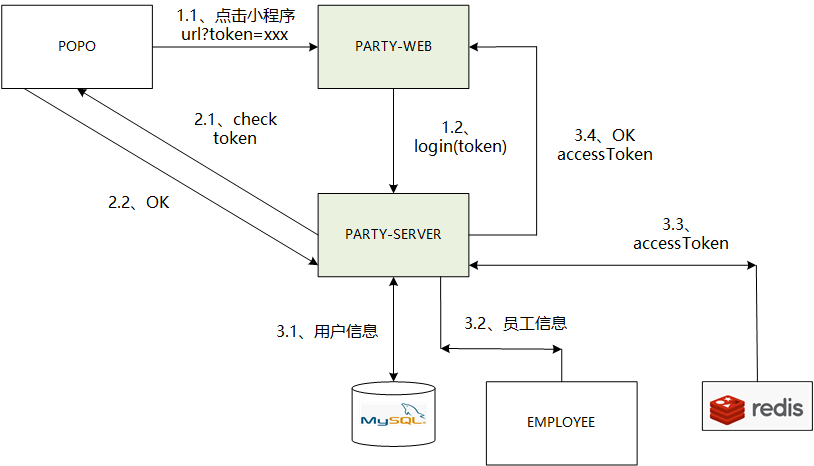 1.1、点击小程序
url?token=xxx
POPO
PARTY-WEB
2.1、check
token
1.2、
login(token)
3.4、OK
accessToken
2.2、OK
PARTY-SERVER
3.3、
accessToken
3.1、用户信息
3.2、员工信息
MySQL
EMPLOYEE
redis